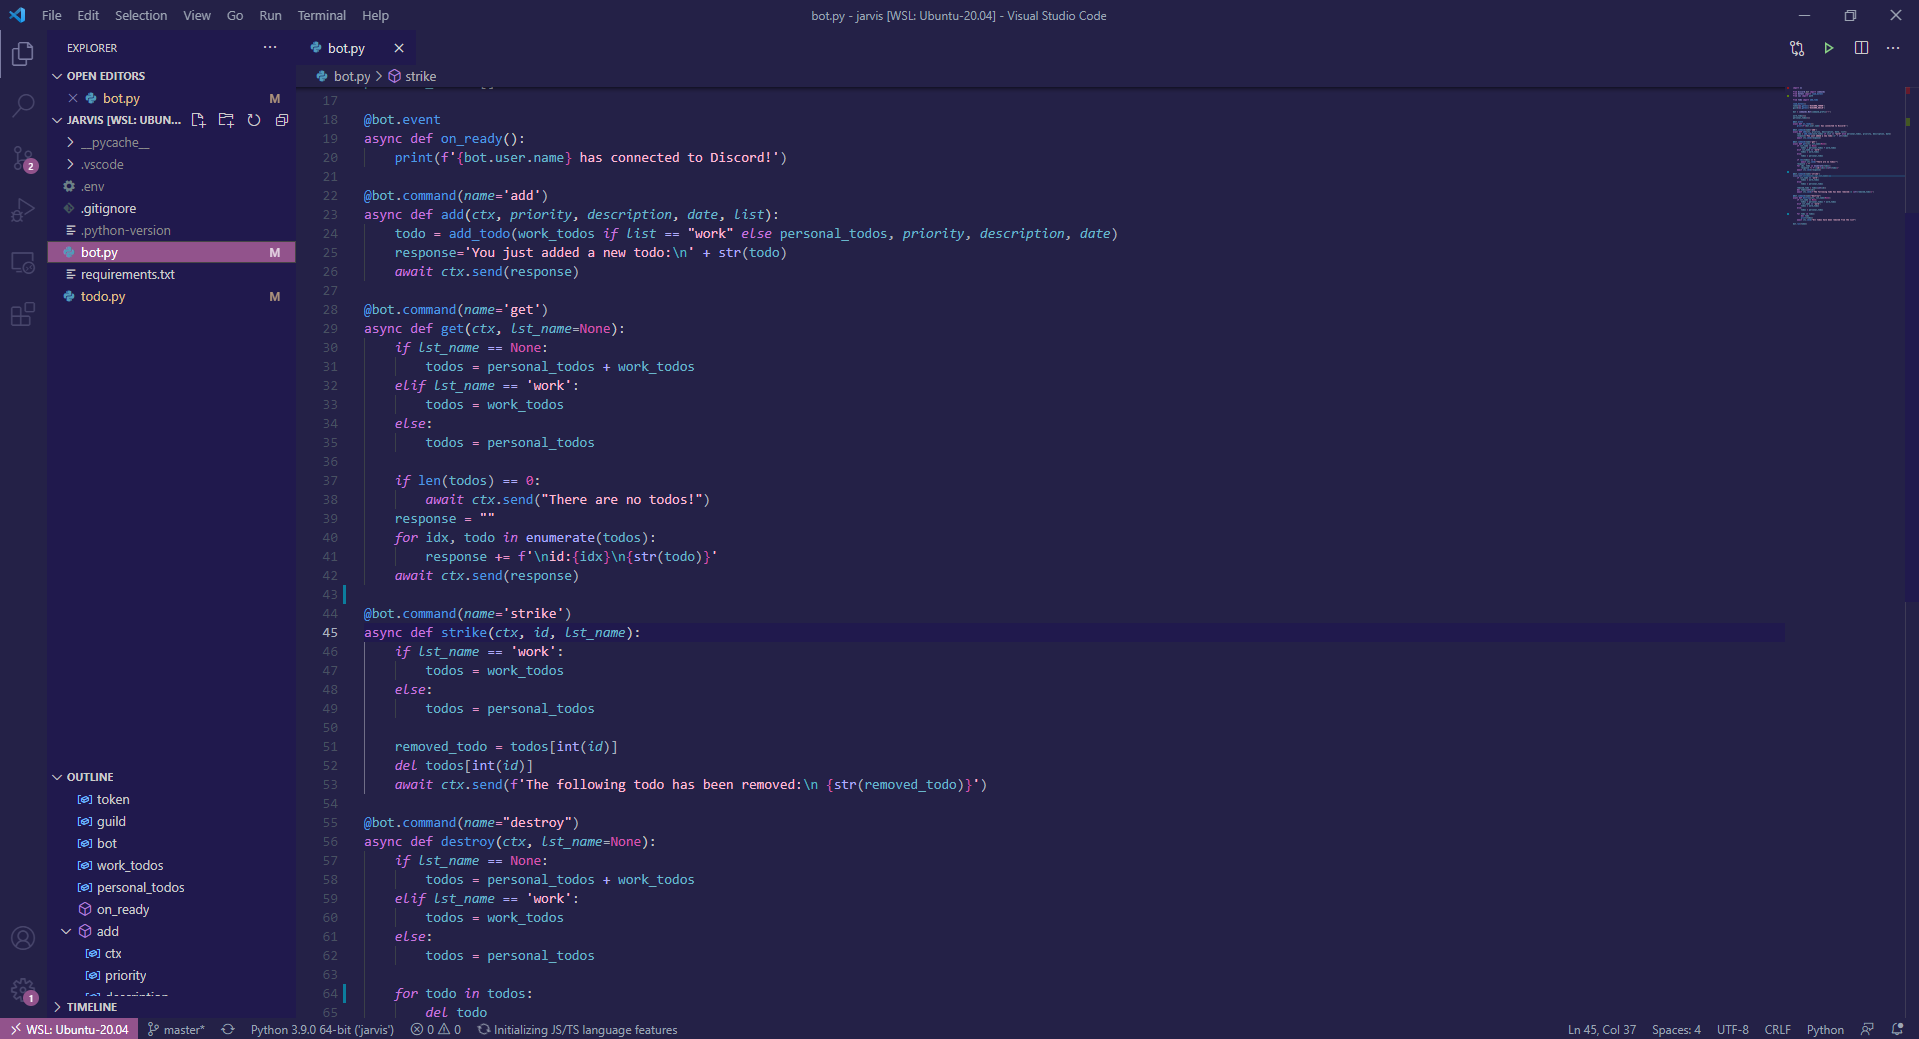 File Edit Selection View Go Run Terminal Help
bot.py - jarvis [WSL: Ubuntu-20.04] - Visual Studio Code
EXPLORER
OPEN EDITORS
bot.py M
JARVIS [WSL: UBUN...
__pycache__
.vscode
.env
.gitignore
.python-version
bot.py M
requirements.txt
todo.py M
2
OUTLINE
token
guild
bot
work_todos
personal_todos
on_ready
add
ctx
priority
description
TIMELINE
1
bot.py
bot.py > strike
17
18 @bot.event
19 async def on_ready():
20 print(f'{bot.user.name} has connected to Discord!')
21
22 @bot.command(name='add')
23 async def add(ctx, priority, description, date, list):
24 todo = add_todo(work_todos if list == "work" else personal_todos, priority, description, date)
25 response='You just added a new todo:\n' + str(todo)
26 await ctx.send(response)
27
28 @bot.command(name='get')
29 async def get(ctx, lst_name=None):
30 if lst_name == None:
31 todos = personal_todos + work_todos
32 elif lst_name == 'work':
33 todos = work_todos
34 else:
35 todos = personal_todos
36
37 if len(todos) == 0:
38 await ctx.send("There are no todos!")
39 response = ""
40 for idx, todo in enumerate(todos):
41 response += f'\nid:{idx}\n{str(todo)}'
42 await ctx.send(response)
43
44 @bot.command(name='strike')
45 async def strike(ctx, id, lst_name):
46 if lst_name == 'work':
47 todos = work_todos
48 else:
49 todos = personal_todos
50
51 removed_todo = todos[int(id)]
52 del todos[int(id)]
53 await ctx.send(f'The following todo has been removed:\n {str(removed_todo)}')
54
55 @bot.command(name="destroy")
56 async def destroy(ctx, lst_name=None):
57 if lst_name == None:
58 todos = personal_todos + work_todos
59 elif lst_name == 'work':
60 todos = work_todos
61 else:
62 todos = personal_todos
63
64 for todo in todos:
65 del todo
WSL: Ubuntu-20.04 master* Python 3.9.0 64-bit ('jarvis') 0 0 Initializing JS/TS language features
Ln 45, Col 37 Spaces: 4 UTF-8 CRLF Python